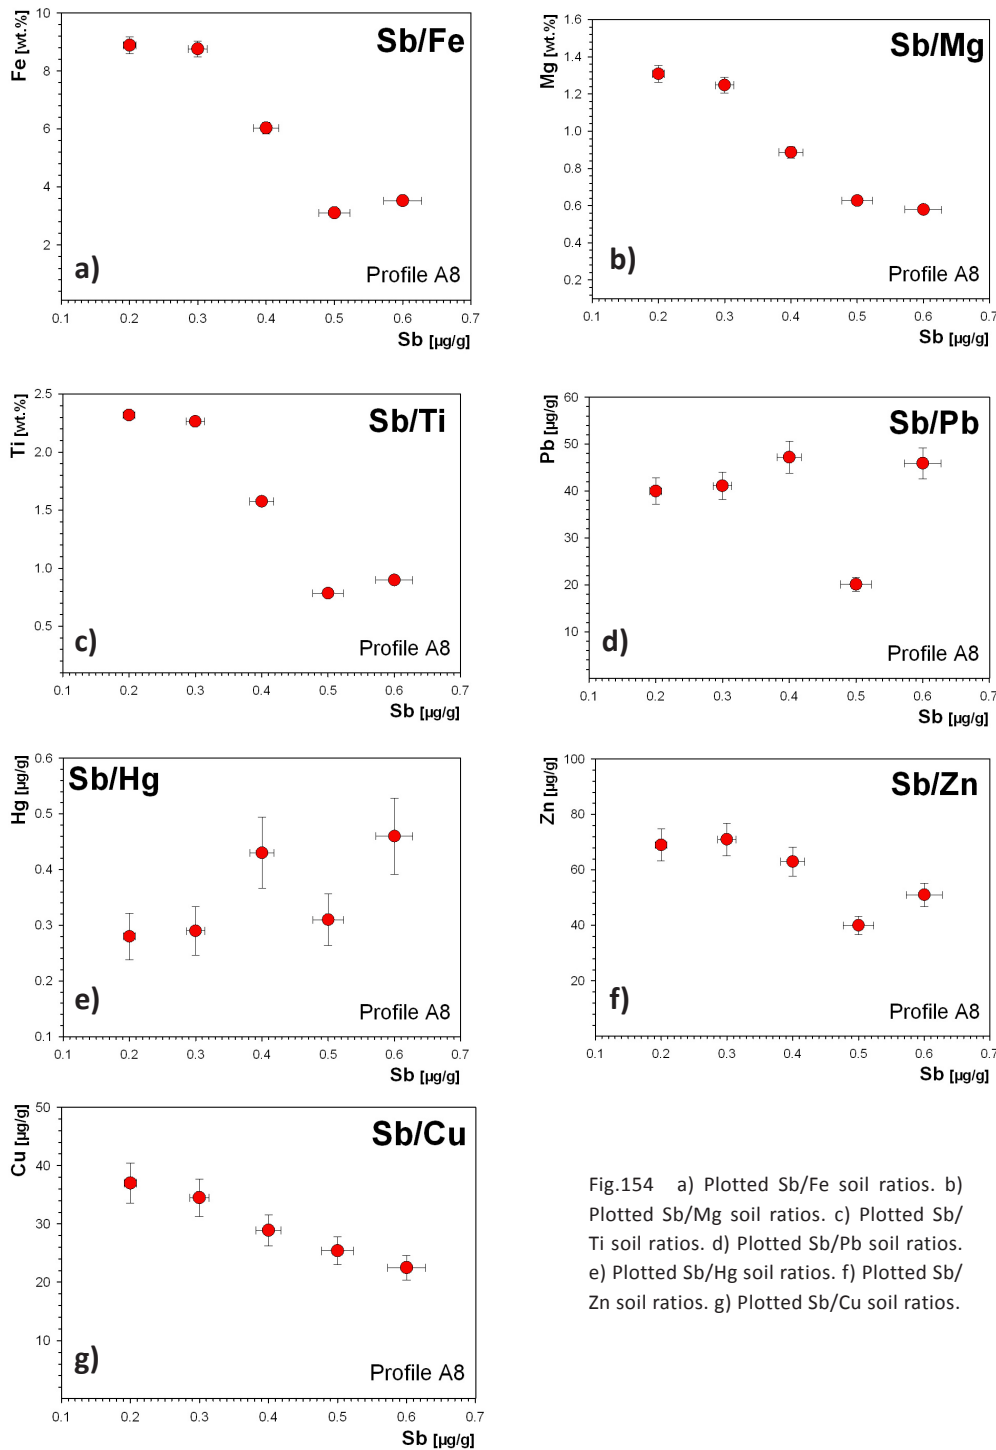 Sb/Fe
Fe [wt.%]
10
8
6
4
2
a)
Profile A8
0.1 0.2 0.3 0.4 0.5 0.6 0.7
Sb [µg/g]
Sb/Mg
Mg [wt.%]
1.6
1.4
1.2
1.0
0.8
0.6
0.4
0.2
b)
Profile A8
0.1 0.2 0.3 0.4 0.5 0.6 0.7
Sb [µg/g]
Sb/Ti
Ti [wt.%]
2.5
2.0
1.5
1.0
0.5
c)
Profile A8
0.1 0.2 0.3 0.4 0.5 0.6 0.7
Sb [µg/g]
Sb/Pb
Pb [µg/g]
60
50
40
30
20
10
d)
Profile A8
0.1 0.2 0.3 0.4 0.5 0.6 0.7
Sb [µg/g]
Sb/Hg
Hg [µg/g]
0.6
0.5
0.4
0.3
0.2
0.1
e)
Profile A8
0.1 0.2 0.3 0.4 0.5 0.6 0.7
Sb [µg/g]
Sb/Zn
Zn [µg/g]
100
80
60
40
20
f)
Profile A8
0.1 0.2 0.3 0.4 0.5 0.6 0.7
Sb [µg/g]
Sb/Cu
Cu [µg/g]
50
40
30
20
10
g)
Profile A8
0.1 0.2 0.3 0.4 0.5 0.6 0.7
Sb [µg/g]
Fig.154 a) Plotted Sb/Fe soil ratios. b)
Plotted Sb/Mg soil ratios. c) Plotted Sb/
Ti soil ratios. d) Plotted Sb/Pb soil ratios.
e) Plotted Sb/Hg soil ratios. f) Plotted Sb/
Zn soil ratios. g) Plotted Sb/Cu soil ratios.